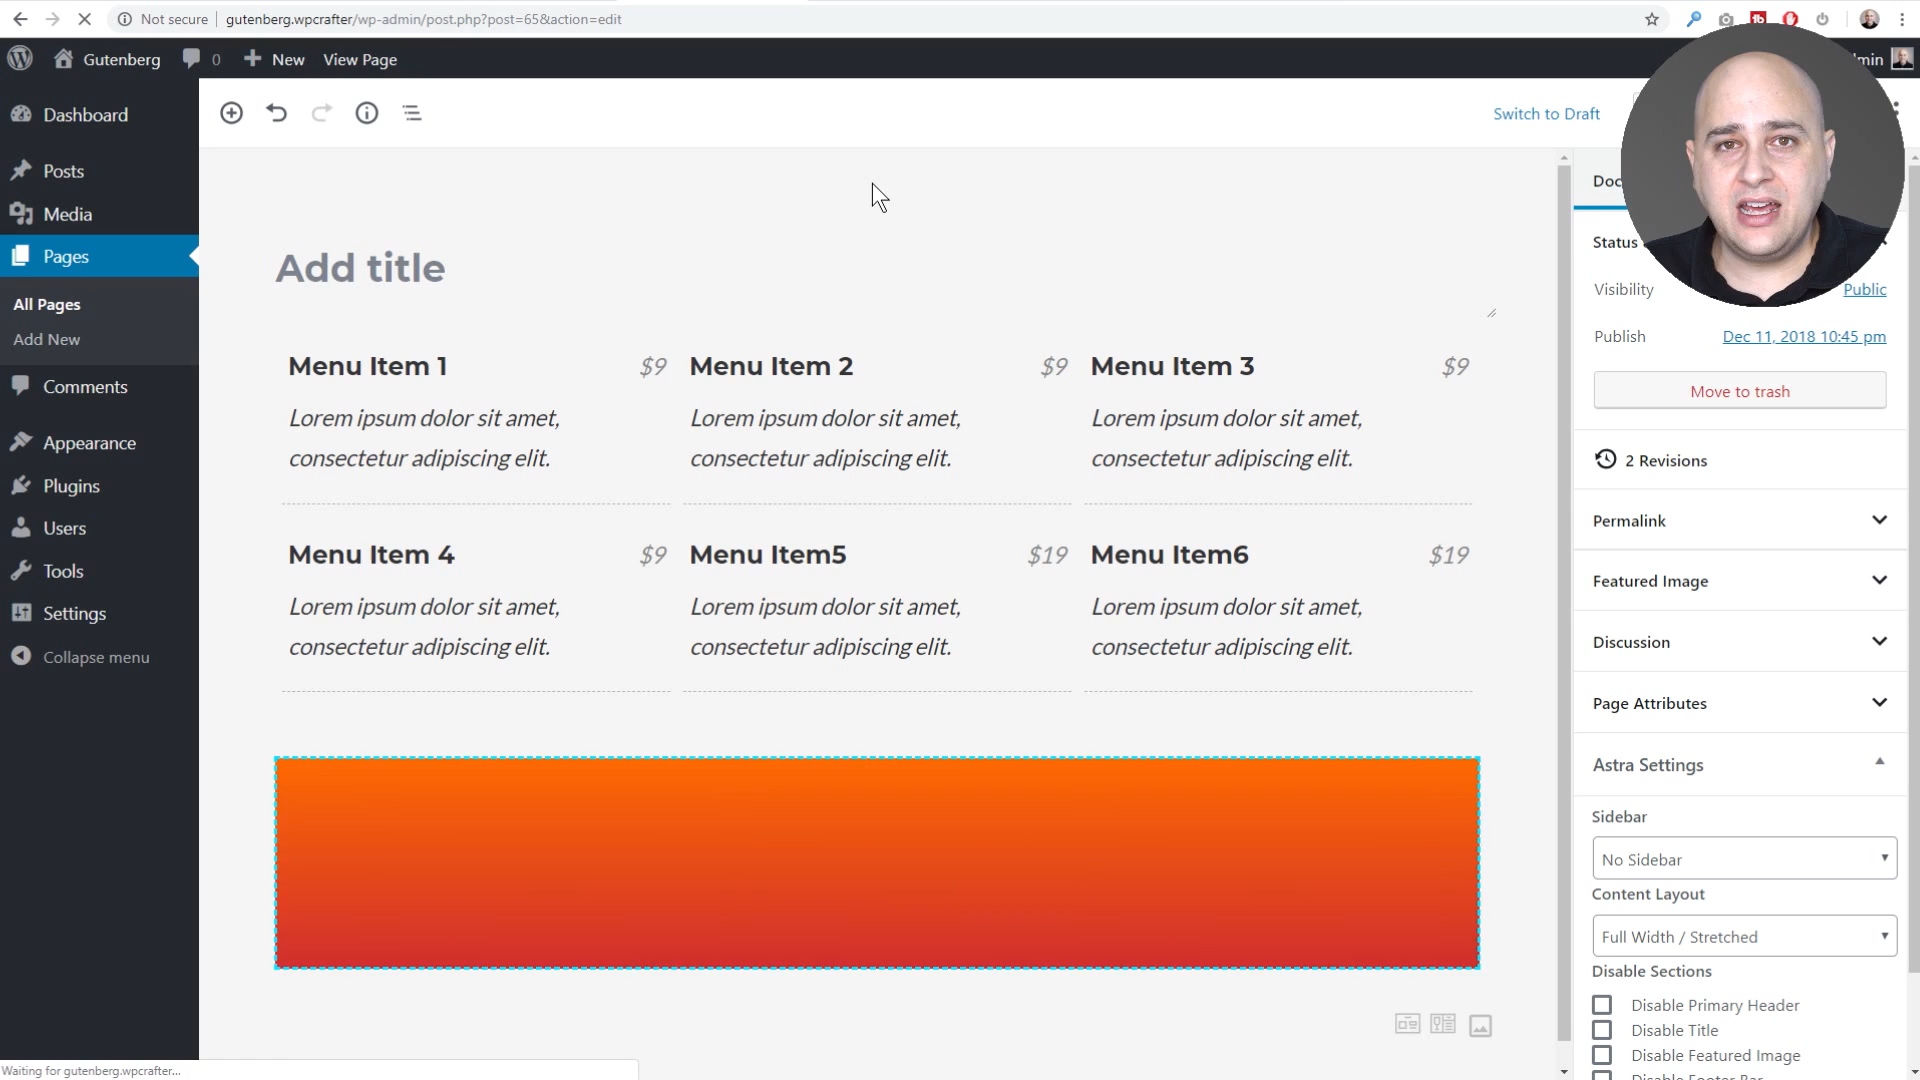 Not secure gutenberg.wpcrafter/wp-admin/post.php?post=65&action=edit
Gutenberg 0 New View Page
Dashboard
Posts
Media
Pages
All Pages
Add New
Comments
Appearance
Plugins
Users
Tools
Settings
Collapse menu
Switch to Draft
Add title
Menu Item 1 $9
Lorem ipsum dolor sit amet,
consectetur adipiscing elit.
Menu Item 2 $9
Lorem ipsum dolor sit amet,
consectetur adipiscing elit.
Menu Item 3 $9
Lorem ipsum dolor sit amet,
consectetur adipiscing elit.
Menu Item 4 $9
Lorem ipsum dolor sit amet,
consectetur adipiscing elit.
Menu Item5 $19
Lorem ipsum dolor sit amet,
consectetur adipiscing elit.
Menu Item6 $19
Lorem ipsum dolor sit amet,
consectetur adipiscing elit.
Status
Visibility Public
Publish Dec 11, 2018 10:45 pm
Move to trash
2 Revisions
Permalink
Featured Image
Discussion
Page Attributes
Astra Settings
Sidebar
No Sidebar
Content Layout
Full Width / Stretched
Disable Sections
Disable Primary Header
Disable Title
Disable Featured Image
Disable Footer Bar
Waiting for gutenberg.wpcrafter...